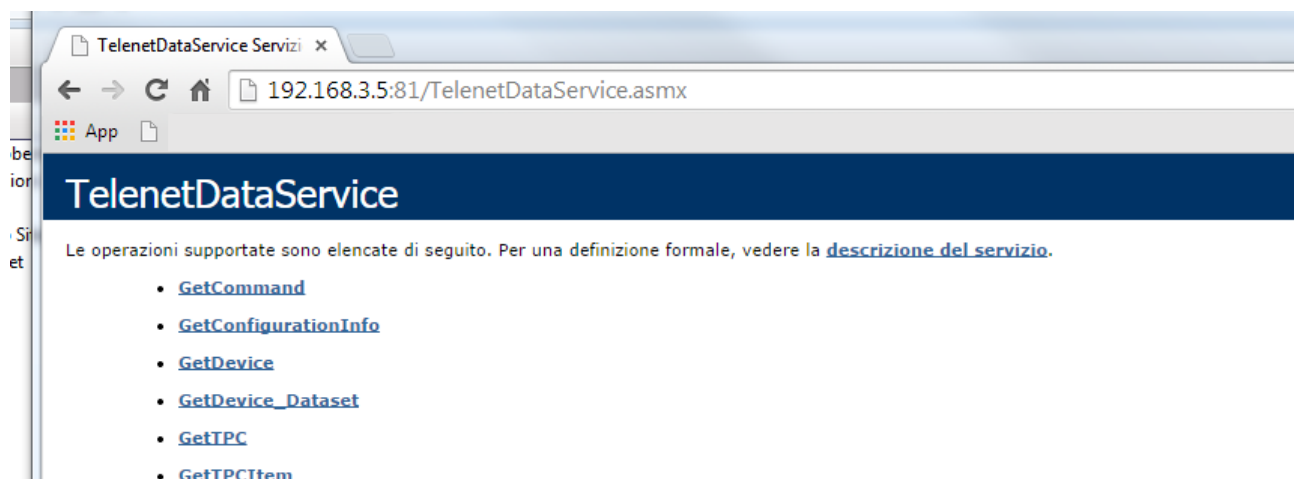 TelenetDataService Servizi
192.168.3.5:81/TelenetDataService.asmx
App
TelenetDataService
Le operazioni supportate sono elencate di seguito. Per una definizione formale, vedere la descrizione del servizio.
• GetCommand
• GetConfigurationInfo
• GetDevice
• GetDevice_Dataset
• GetTPC
• GetTPCItem